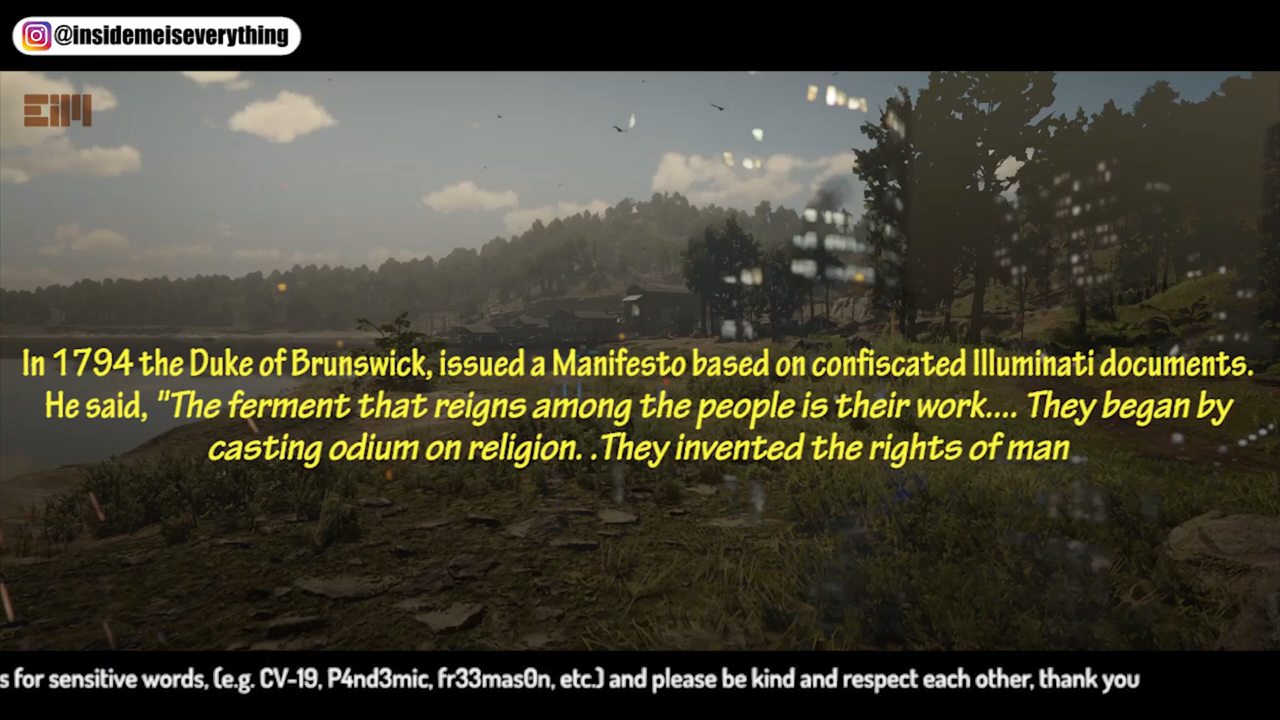 @insidemeiseverything
EiM
In 1794 the Duke of Brunswick, issued a Manifesto based on confiscated Illuminati documents.
He said, "The ferment that reigns among the people is their work.... They began by
casting odium on religion. .They invented the rights of man
s for sensitive words, (e.g. CV-19, P4nd3mic, fr33mas0n, etc.) and please be kind and respect each other, thank you